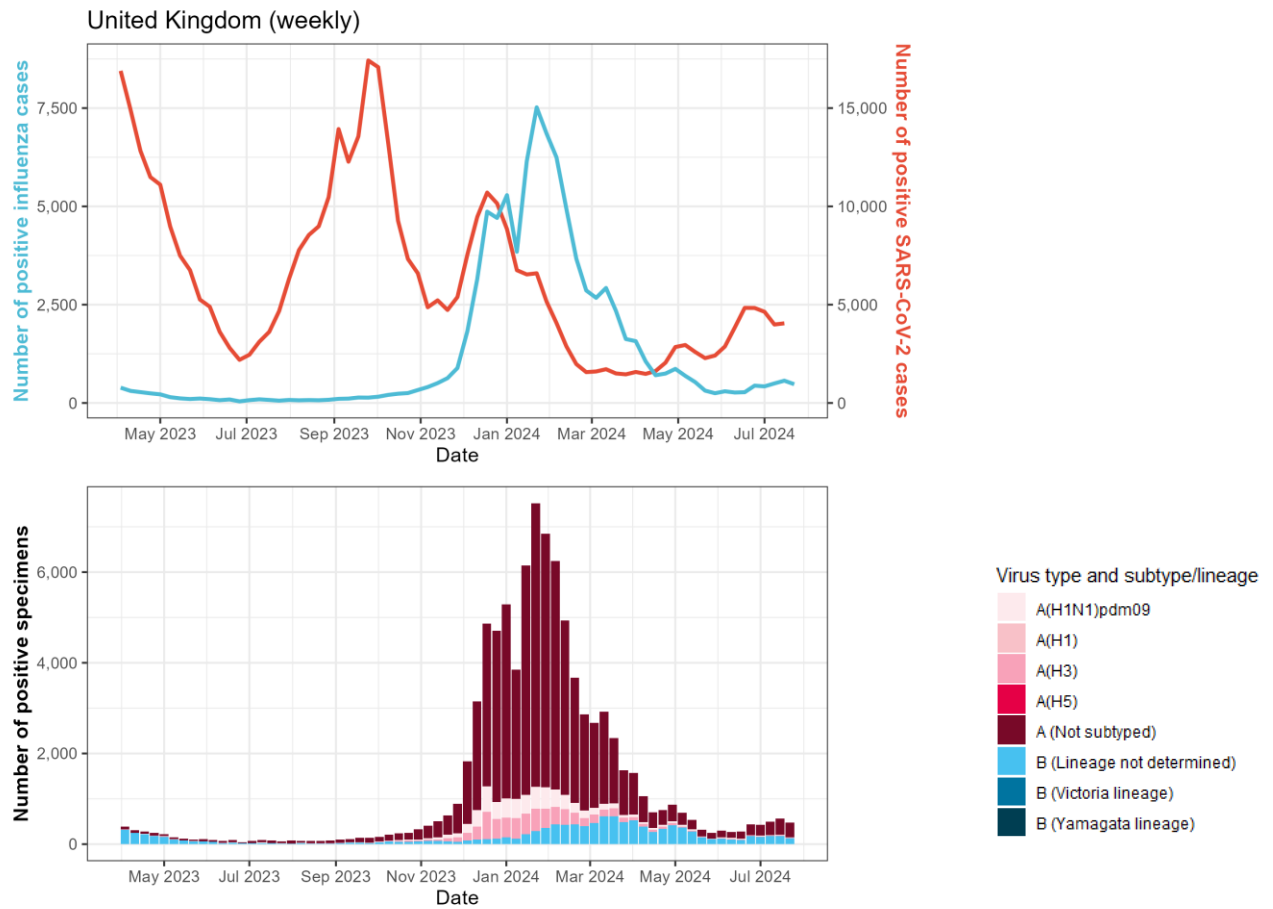 United Kingdom (weekly)
Number of positive influenza cases
7,500
5,000
2,500
0
15,000
10,000
5,000
0
Number of positive SARS-CoV-2 cases
May 2023 Jul 2023 Sep 2023 Nov 2023 Jan 2024 Mar 2024 May 2024 Jul 2024
Date
Number of positive specimens
6,000
4,000
2,000
0
May 2023 Jul 2023 Sep 2023 Nov 2023 Jan 2024 Mar 2024 May 2024 Jul 2024
Date
Virus type and subtype/lineage
A(H1N1)pdm09
A(H1)
A(H3)
A(H5)
A (Not subtyped)
B (Lineage not determined)
B (Victoria lineage)
B (Yamagata lineage)